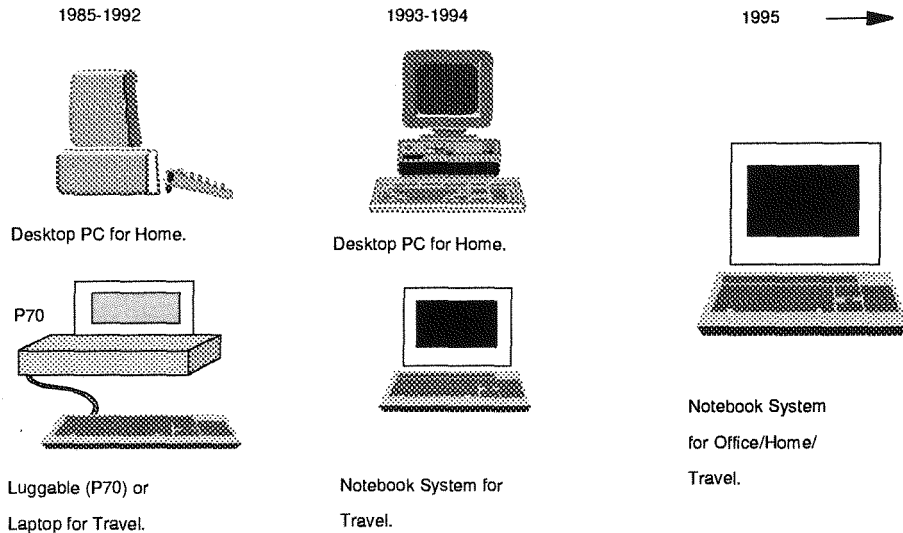 1985-1992
1993-1994
1995
Desktop PC for Home.
Desktop PC for Home.
P70
Luggable (P70) or
Laptop for Travel.
Notebook System for
Travel.
Notebook System
for Office/Home/
Travel.